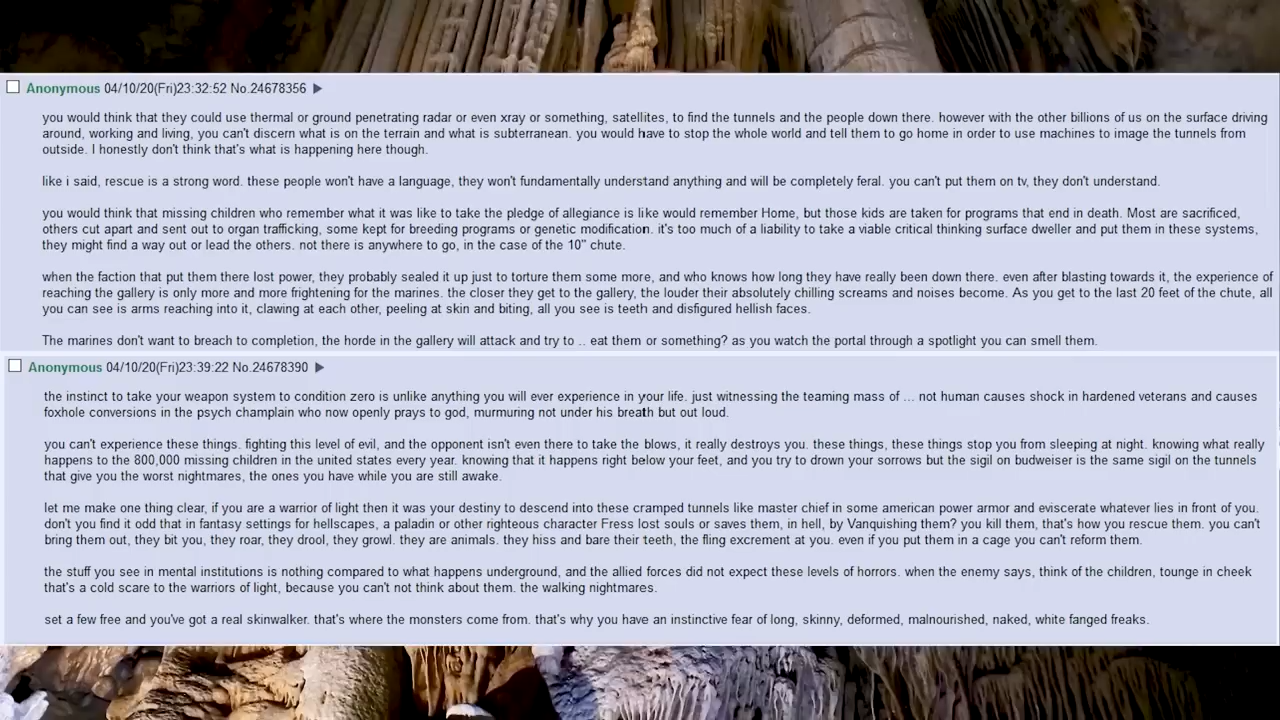 Anonymous 04/10/20(Fri)23:32:52 No.24678356
you would think that they could use thermal or ground penetrating radar or even xray or something, satellites, to find the tunnels and the people down there. however with the other billions of us on the surface driving
around, working and living, you can't discern what is on the terrain and what is subterranean. you would have to stop the whole world and tell them to go home in order to use machines to image the tunnels from
outside. I honestly don't think that's what is happening here though.
like i said, rescue is a strong word. these people won't have a language, they won't fundamentally understand anything and will be completely feral. you can't put them on tv, they don't understand.
you would think that missing children who remember what it was like to take the pledge of allegiance is like would remember Home, but those kids are taken for programs that end in death. Most are sacrificed,
others cut apart and sent out to organ trafficking, some kept for breeding programs or genetic modification. it's too much of a liability to take a viable critical thinking surface dweller and put them in these systems,
they might find a way out or lead the others. not there is anywhere to go, in the case of the 10" chute.
when the faction that put them there lost power, they probably sealed it up just to torture them some more, and who knows how long they have really been down there. even after blasting towards it, the experience of
reaching the gallery is only more and more frightening for the marines. the closer they get to the gallery, the louder their absolutely chilling screams and noises become. As you get to the last 20 feet of the chute, all
you can see is arms reaching into it, clawing at each other, peeling at skin and biting, all you see is teeth and disfigured hellish faces.
The marines don't want to breach to completion, the horde in the gallery will attack and try to .. eat them or something? as you watch the portal through a spotlight you can smell them.
Anonymous 04/10/20(Fri)23:39:22 No.24678390
the instinct to take your weapon system to condition zero is unlike anything you will ever experience in your life. just witnessing the teaming mass of ... not human causes shock in hardened veterans and causes
foxhole conversions in the psych champlain who now openly prays to god, murmuring not under his breath but out loud.
you can't experience these things. fighting this level of evil, and the opponent isn't even there to take the blows, it really destroys you. these things, these things stop you from sleeping at night. knowing what really
happens to the 800,000 missing children in the united states every year. knowing that it happens right below your feet, and you try to drown your sorrows but the sigil on budweiser is the same sigil on the tunnels
that give you the worst nightmares, the ones you have while you are still awake.
let me make one thing clear, if you are a warrior of light then it was your destiny to descend into these cramped tunnels like master chief in some american power armor and eviscerate whatever lies in front of you.
don't you find it odd that in fantasy settings for hellscapes, a paladin or other righteous character Fress lost souls or saves them, in hell, by Vanquishing them? you kill them, that's how you rescue them. you can't
bring them out, they bit you, they roar, they drool, they growl. they are animals. they hiss and bare their teeth, the fling excrement at you. even if you put them in a cage you can't reform them.
the stuff you see in mental institutions is nothing compared to what happens underground, and the allied forces did not expect these levels of horrors. when the enemy says, think of the children, tounge in cheek
that's a cold scare to the warriors of light, because you can't not think about them. the walking nightmares.
set a few free and you've got a real skinwalker. that's where the monsters come from. that's why you have an instinctive fear of long, skinny, deformed, malnourished, naked, white fanged freaks.